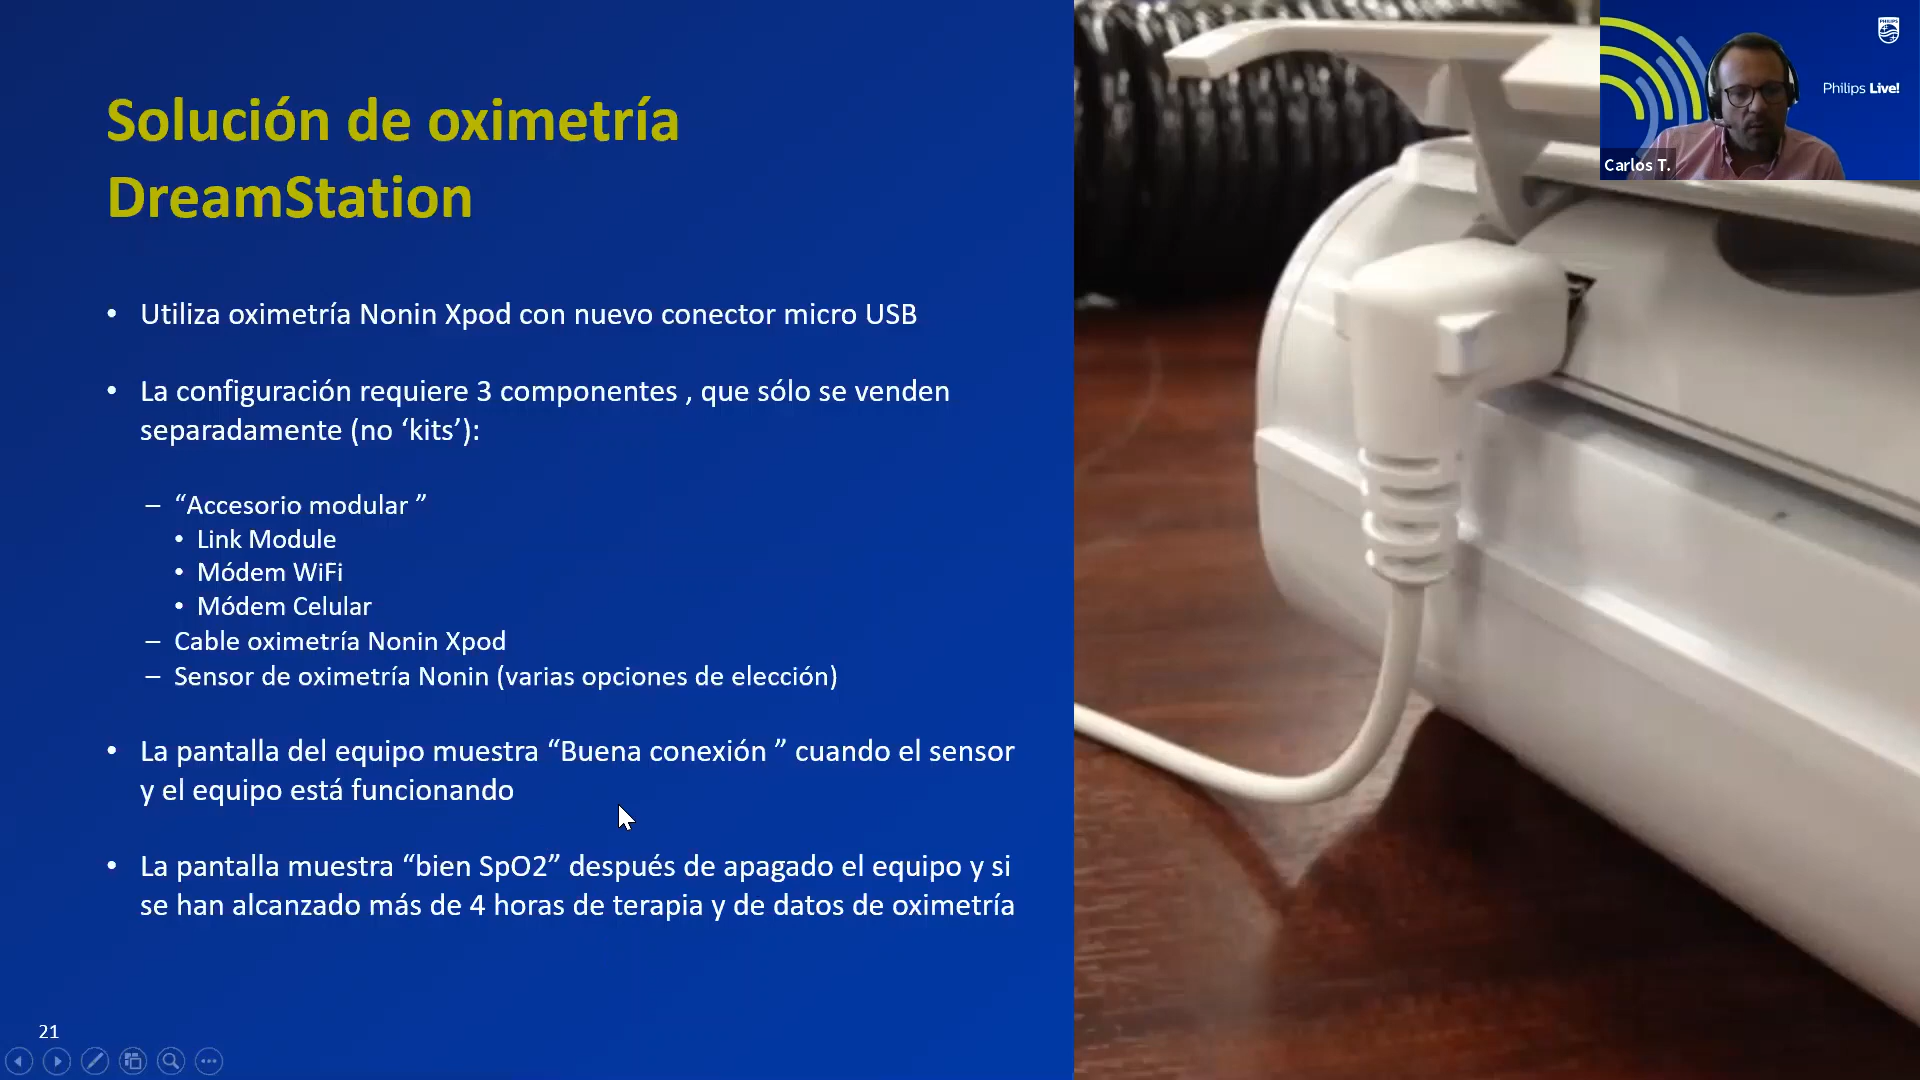 Solución de oximetría
DreamStation
• Utiliza oximetría Nonin Xpod con nuevo conector micro USB
• La configuración requiere 3 componentes , que sólo se venden
separadamente (no ‘kits’):
– “Accesorio modular ”
• Link Module
• Módem WiFi
• Módem Celular
– Cable oximetría Nonin Xpod
– Sensor de oximetría Nonin (varias opciones de elección)
• La pantalla del equipo muestra “Buena conexión ” cuando el sensor
y el equipo está funcionando
• La pantalla muestra “bien SpO2” después de apagado el equipo y si
se han alcanzado más de 4 horas de terapia y de datos de oximetría
21
PHILIPS
Philips Live!
Carlos T.